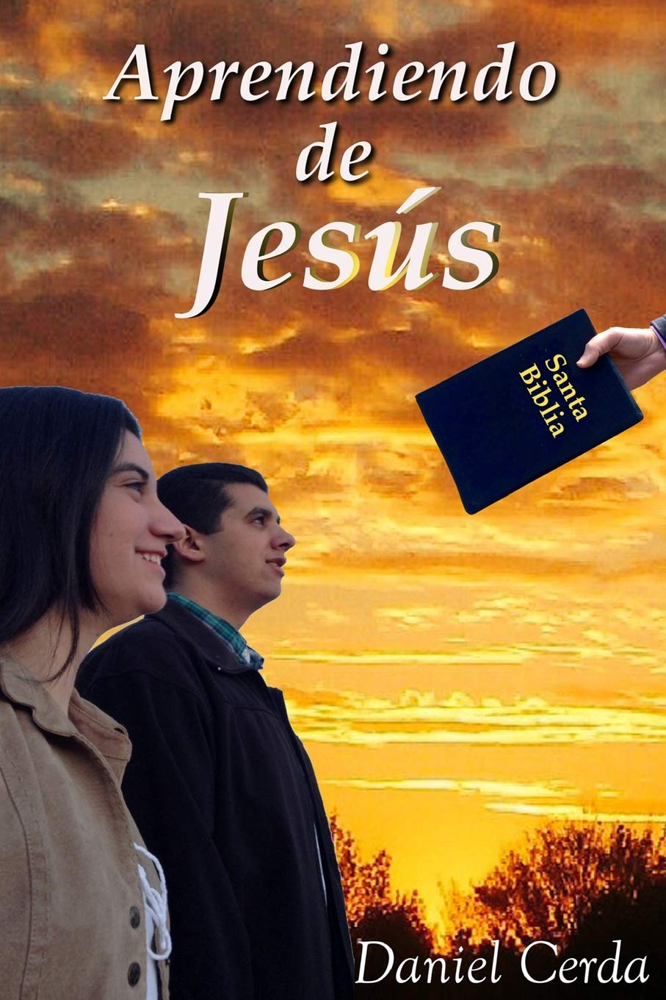 Aprendiendo
de
Jesús
Santa
Biblia
Daniel Cerda